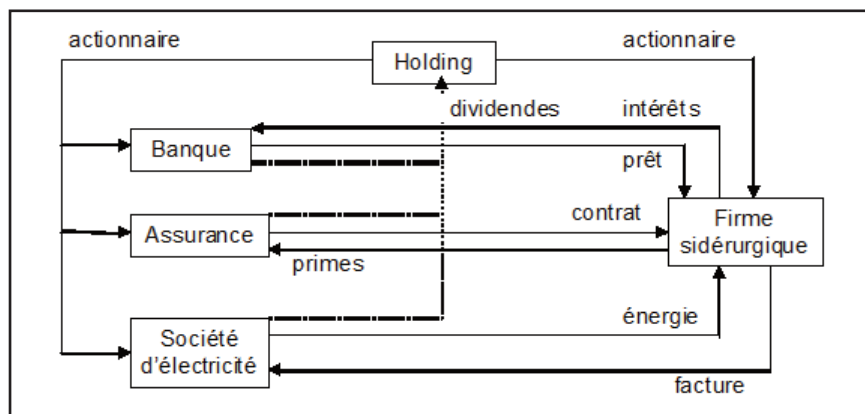 actionnaire
actionnaire
Holding
dividendes
intérêts
Banque
prêt
contrat
Firme
sidérurgique
Assurance
primes
énergie
Société
d'électricité
facture